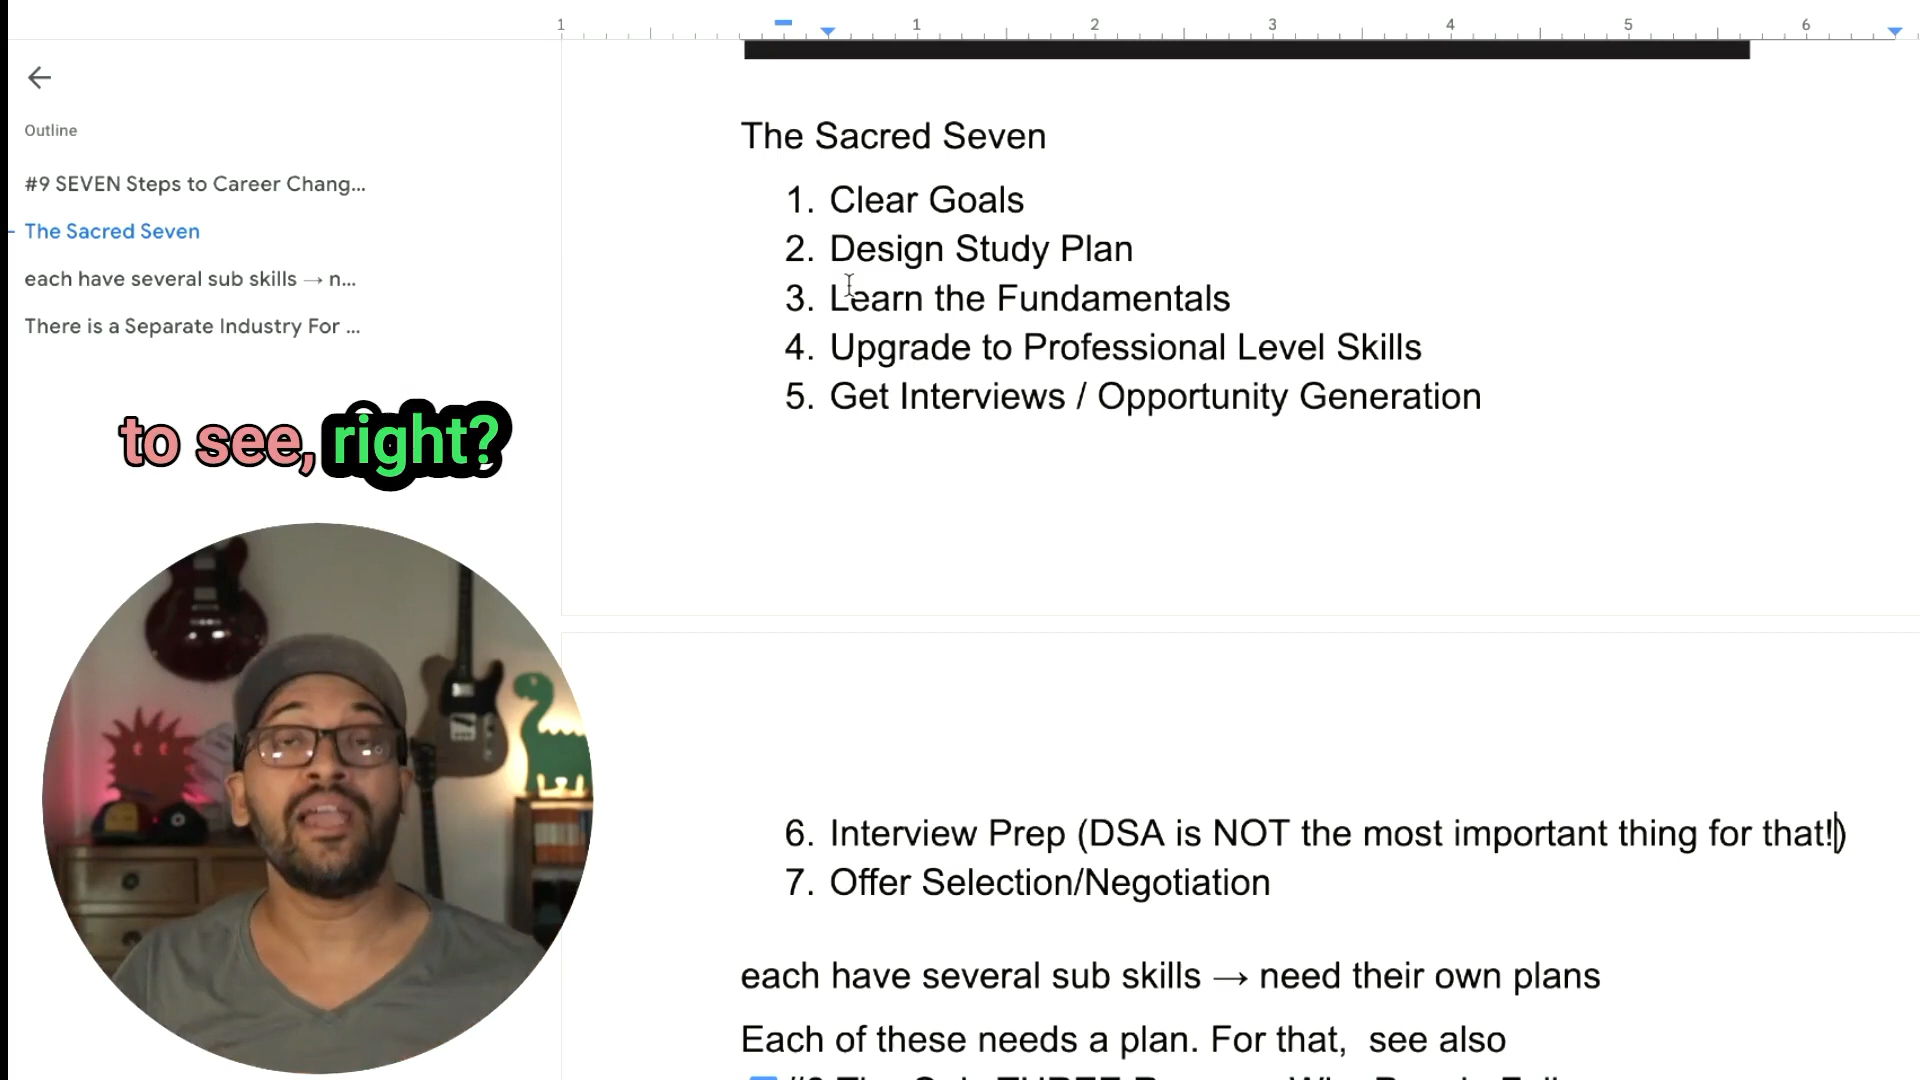 1 1 2 3 4 5 6
Outline
#9 SEVEN Steps to Career Chang...
The Sacred Seven
each have several sub skills → n...
There is a Separate Industry For ...
to see, right?
The Sacred Seven
1. Clear Goals
2. Design Study Plan
3. Learn the Fundamentals
4. Upgrade to Professional Level Skills
5. Get Interviews / Opportunity Generation
6. Interview Prep (DSA is NOT the most important thing for that!)
7. Offer Selection/Negotiation
each have several sub skills → need their own plans
Each of these needs a plan. For that,  see also